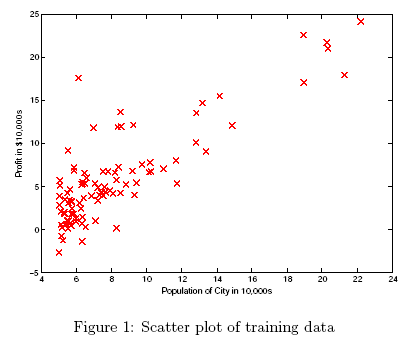 25
20
15
10
5
0
−5
Profit in $10,000s
4 6 8 10 12 14 16 18 20 22 24
Population of City in 10,000s
Figure 1: Scatter plot of training data